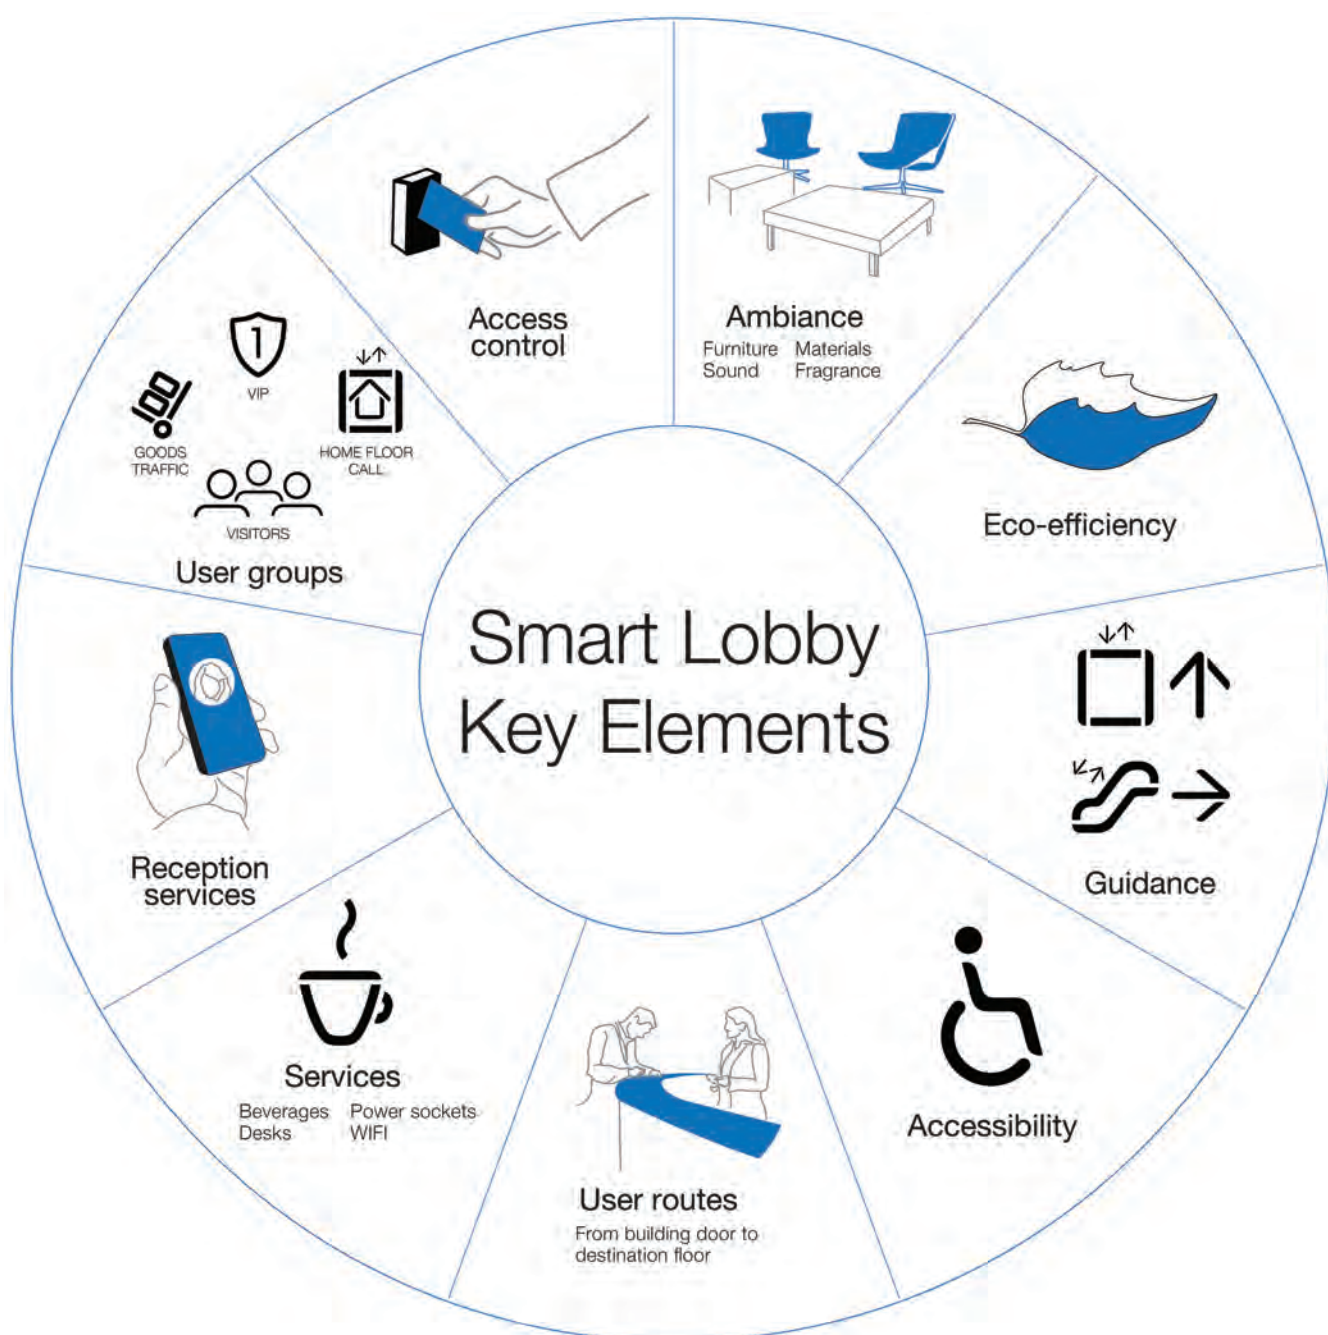 Smart Lobby
Key Elements
Ambiance
Furniture Materials
Sound Fragrance
Eco-efficiency
Guidance
Accessibility
User routes
From building door to
destination floor
Services
Beverages Power sockets
Desks WIFI
Reception
services
1
VIP
GOODS
TRAFFIC
HOME FLOOR
CALL
VISITORS
User groups
Access
control